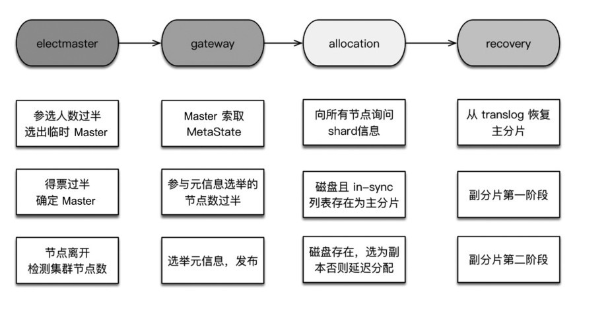 electmaster
gateway
allocation
recovery
参选人数过半
选出临时 Master
Master 索取
MetaState
向所有节点询问
shard信息
从 translog 恢复
主分片
得票过半
确定 Master
参与元信息选举的
节点数过半
磁盘且 in-sync
列表存在为主分片
副分片第一阶段
节点离开
检测集群节点数
选举元信息，发布
磁盘存在，选为副
本否则延迟分配
副分片第二阶段